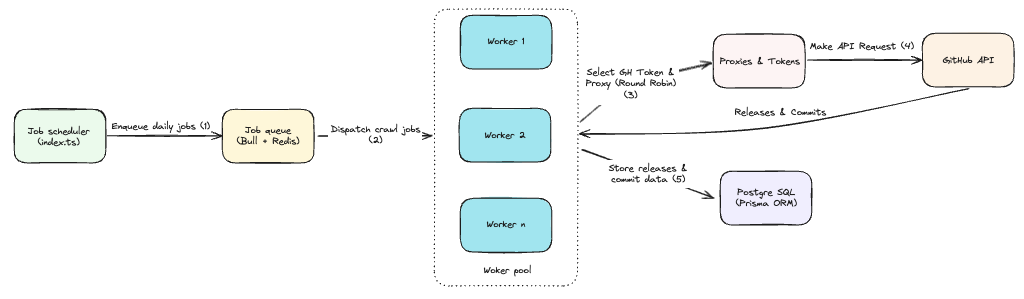 Job scheduler
(index.ts)
Enqueue daily jobs (1)
Job queue
(Bull + Redis)
Dispatch crawl jobs
(2)
Worker 1
Worker 2
Worker n
Woker pool
Select GH Token &
Proxy (Round Robin)
(3)
Proxies & Tokens
Make API Request (4)
GitHub API
Releases & Commits
Store releases &
commit data (5)
Postgre SQL
(Prisma ORM)